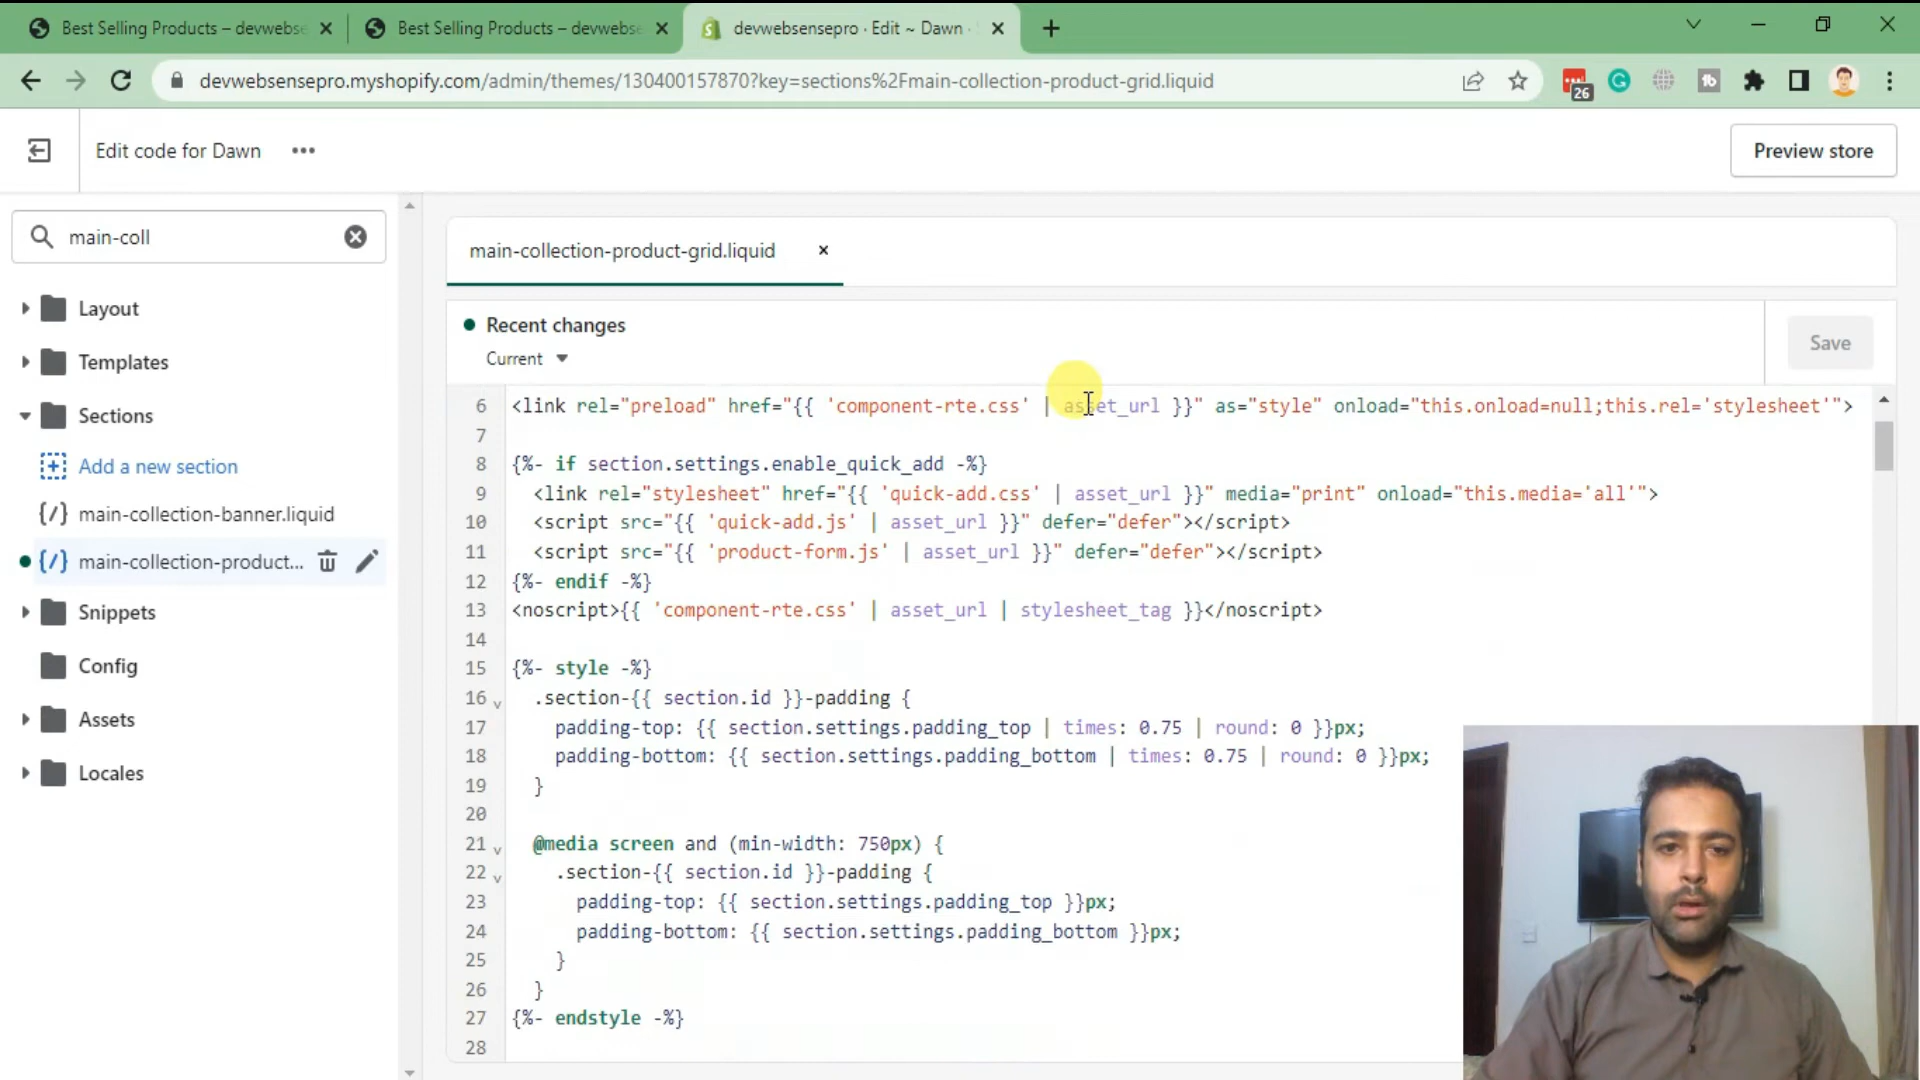 Best Selling Products – devwebse
Best Selling Products – devwebse
devwebsensepro · Edit ~ Dawn ·
devwebsensepro.myshopify.com/admin/themes/130400157870?key=sections%2Fmain-collection-product-grid.liquid
26
Edit code for Dawn
Preview store
main-coll
Layout
Templates
Sections
Add a new section
{/} main-collection-banner.liquid
{/} main-collection-product...
Snippets
Config
Assets
Locales
main-collection-product-grid.liquid
Recent changes
Current
Save
6 <link rel="preload" href="{{ 'component-rte.css' | asset_url }}" as="style" onload="this.onload=null;this.rel='stylesheet'">
7
8 {%- if section.settings.enable_quick_add -%}
9 <link rel="stylesheet" href="{{ 'quick-add.css' | asset_url }}" media="print" onload="this.media='all'">
10 <script src="{{ 'quick-add.js' | asset_url }}" defer="defer"></script>
11 <script src="{{ 'product-form.js' | asset_url }}" defer="defer"></script>
12 {%- endif -%}
13 <noscript>{{ 'component-rte.css' | asset_url | stylesheet_tag }}</noscript>
14
15 {%- style -%}
16 .section-{{ section.id }}-padding {
17 padding-top: {{ section.settings.padding_top | times: 0.75 | round: 0 }}px;
18 padding-bottom: {{ section.settings.padding_bottom | times: 0.75 | round: 0 }}px;
19 }
20
21 @media screen and (min-width: 750px) {
22 .section-{{ section.id }}-padding {
23 padding-top: {{ section.settings.padding_top }}px;
24 padding-bottom: {{ section.settings.padding_bottom }}px;
25 }
26 }
27 {%- endstyle -%}
28